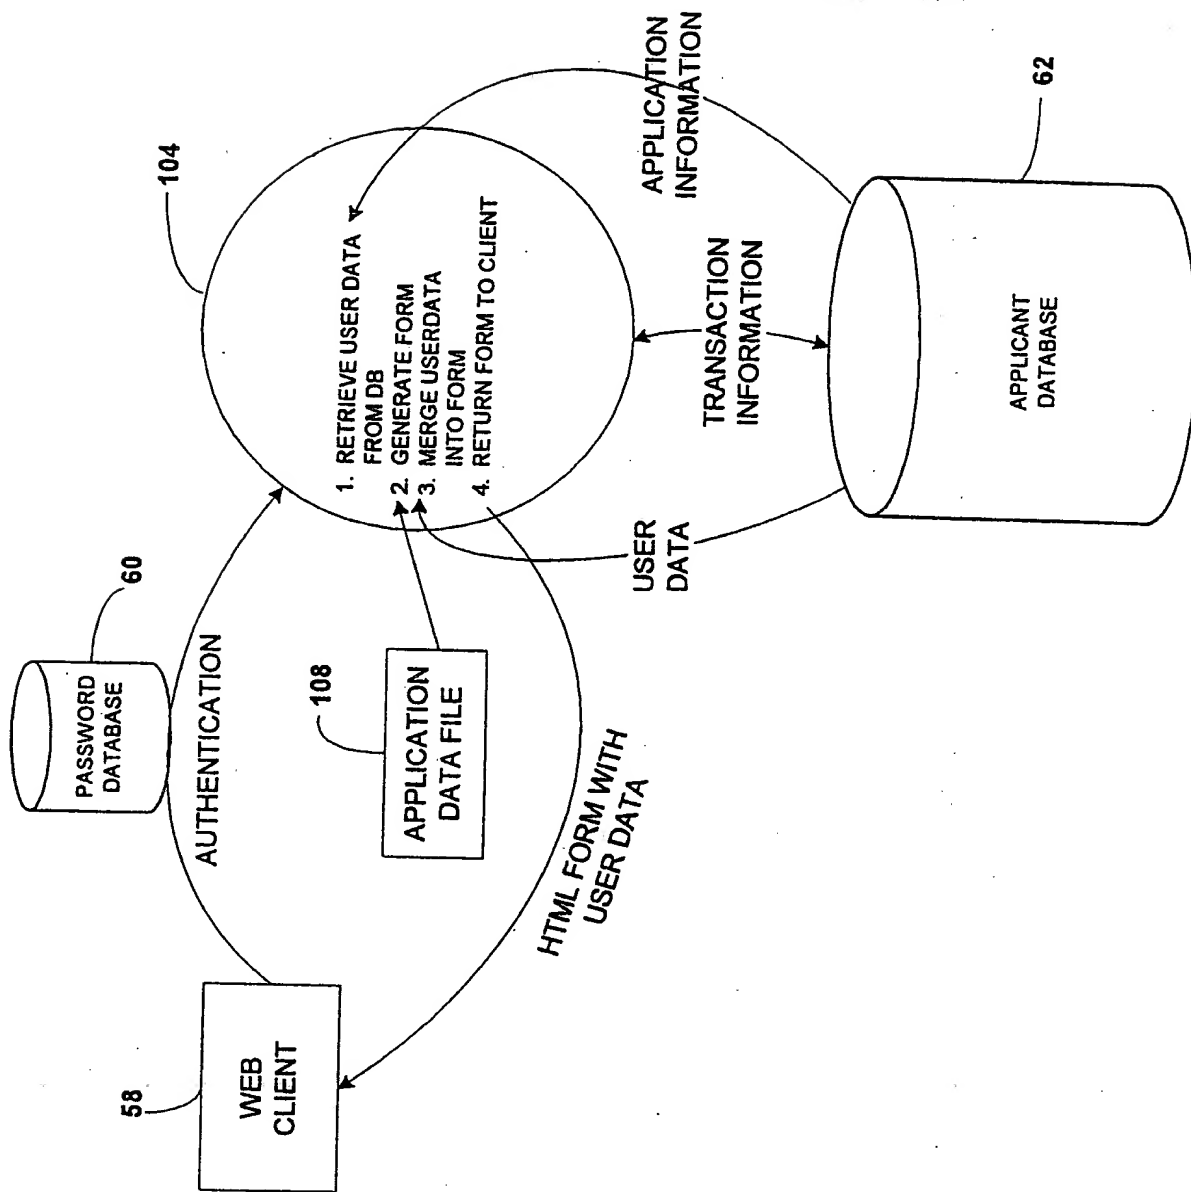 58
WEB
CLIENT
60
PASSWORD
DATABASE
AUTHENTICATION
104
1. RETRIEVE USER DATA
FROM DB
2. GENERATE FORM
3. MERGE USERDATA
INTO FORM
4. RETURN FORM TO CLIENT
108
APPLICATION
DATA FILE
HTML FORM WITH
USER DATA
USER
DATA
TRANSACTION
INFORMATION
APPLICATION
INFORMATION
62
APPLICANT
DATABASE